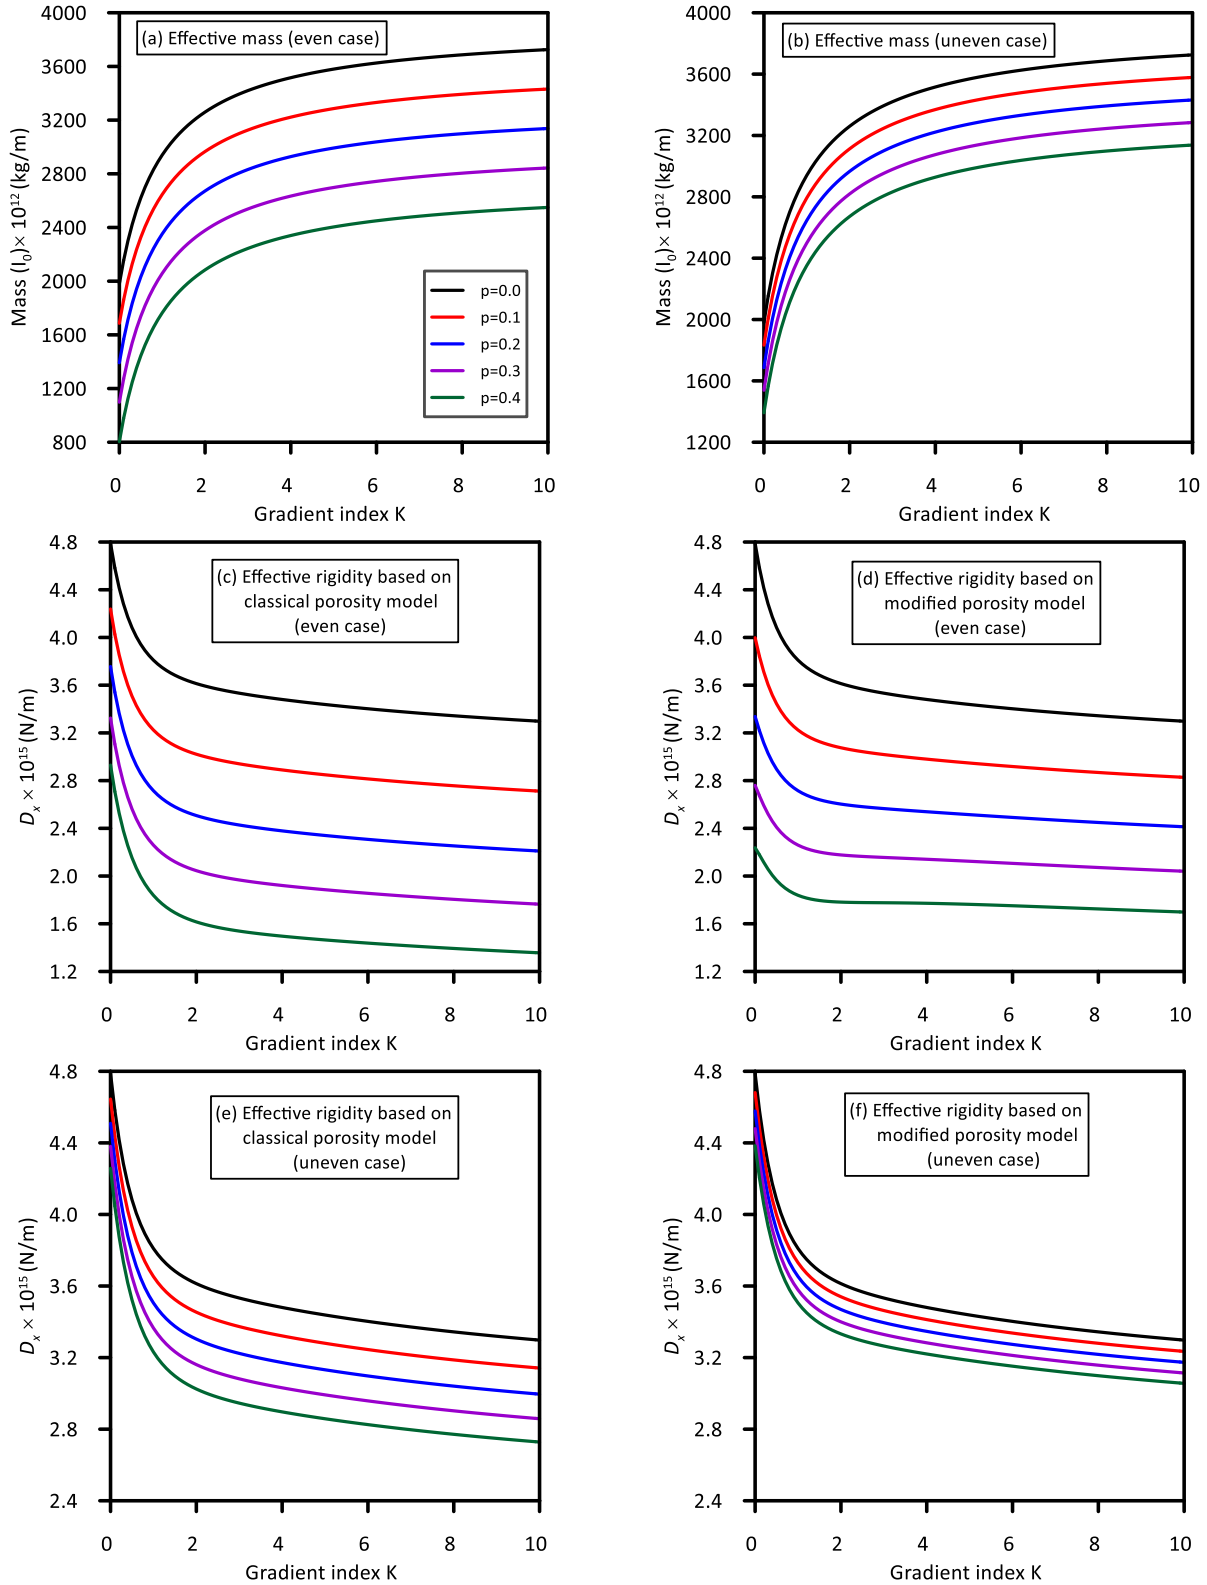 (a) Effective mass (even case)
Mass (I₀)× 10¹² (kg/m)
4000
3600
3200
2800
2400
2000
1600
1200
800
p=0.0
p=0.1
p=0.2
p=0.3
p=0.4
0 2 4 6 8 10
Gradient index K
(b) Effective mass (uneven case)
Mass (I₀)× 10¹² (kg/m)
4000
3600
3200
2800
2400
2000
1600
1200
0 2 4 6 8 10
Gradient index K
(c) Effective rigidity based on
classical porosity model
(even case)
Dₓ × 10¹⁵ (N/m)
4.8
4.4
4.0
3.6
3.2
2.8
2.4
2.0
1.6
1.2
0 2 4 6 8 10
Gradient index K
(d) Effective rigidity based on
modified porosity model
(even case)
Dₓ × 10¹⁵ (N/m)
4.8
4.4
4.0
3.6
3.2
2.8
2.4
2.0
1.6
1.2
0 2 4 6 8 10
Gradient index K
(e) Effective rigidity based on
classical porosity model
(uneven case)
Dₓ × 10¹⁵ (N/m)
4.8
4.4
4.0
3.6
3.2
2.8
2.4
0 2 4 6 8 10
Gradient index K
(f) Effective rigidity based on
modified porosity model
(uneven case)
Dₓ × 10¹⁵ (N/m)
4.8
4.4
4.0
3.6
3.2
2.8
2.4
0 2 4 6 8 10
Gradient index K